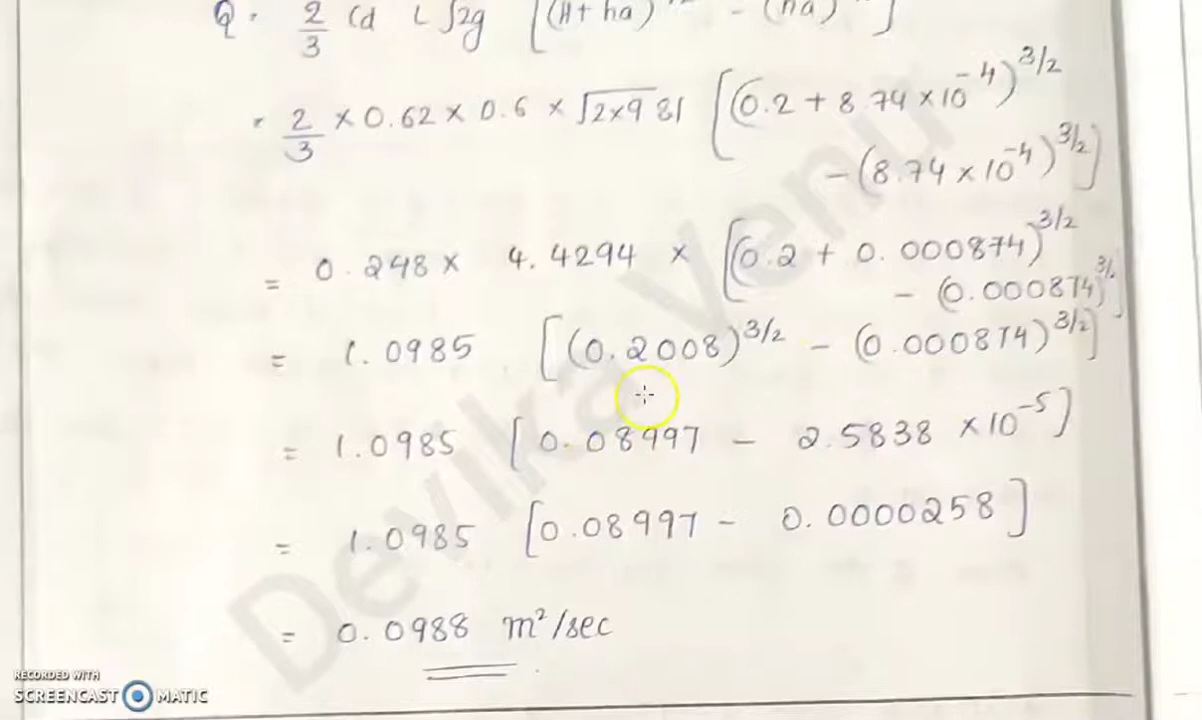 Q = 2/3 Cd L √2g [(H + ha)^3/2 - (ha)^3/2]
= 2/3 × 0.62 × 0.6 × √2×9.81 [(0.2 + 8.74 × 10^-4)^3/2
- (8.74 × 10^-4)^3/2]
= 0.248 × 4.4294 × [(0.2 + 0.000874)^3/2
- (0.000874)^3/2]
= 1.0985 [(0.2008)^3/2 - (0.000874)^3/2]
= 1.0985 [0.08997 - 2.5838 × 10^-5]
= 1.0985 [0.08997 - 0.0000258]
= 0.0988 m²/sec
Devika Venu
RECORDED WITH
SCREENCAST MATIC